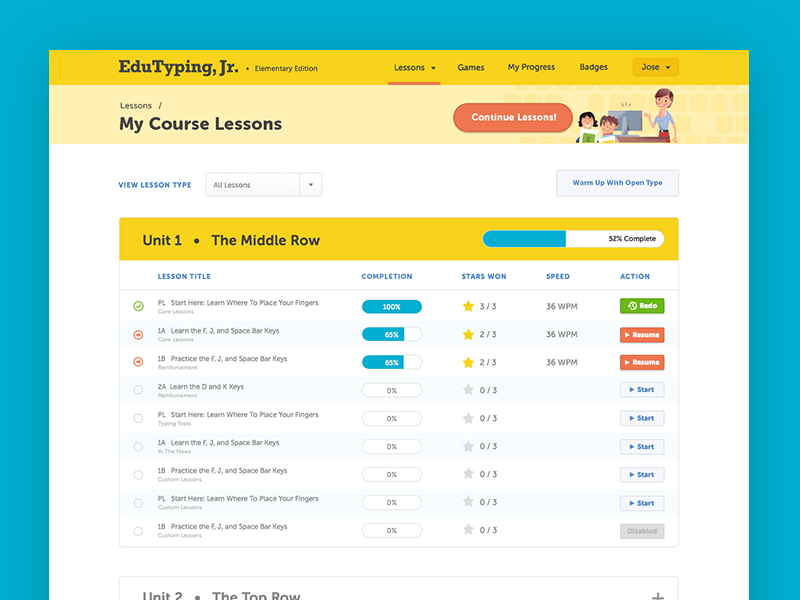 EduTyping, Jr. • Elementary Edition
Lessons Games My Progress Badges Jose
Lessons /
My Course Lessons
Continue Lessons!
VIEW LESSON TYPE All Lessons Warm Up With Open Type
Unit 1 • The Middle Row 52% Complete
LESSON TITLE COMPLETION STARS WON SPEED ACTION
PL Start Here: Learn Where To Place Your Fingers 100% 3 / 3 36 WPM Redo
Core Lessons
1A Learn the F, J, and Space Bar Keys 65% 2 / 3 36 WPM Resume
Core Lessons
1B Practice the F, J, and Space Bar Keys 65% 2 / 3 36 WPM Resume
Reinforcement
2A Learn the D and K Keys 0% 0 / 3 Start
Reinforcement
PL Start Here: Learn Where To Place Your Fingers 0% 0 / 3 Start
Typing Tests
1A Learn the F, J, and Space Bar Keys 0% 0 / 3 Start
In The News
1B Practice the F, J, and Space Bar Keys 0% 0 / 3 Start
Custom Lessons
PL Start Here: Learn Where To Place Your Fingers 0% 0 / 3 Start
Custom Lessons
1B Practice the F, J, and Space Bar Keys 0% 0 / 3 Disabled
Custom Lessons
Unit 2 • The Top Row +